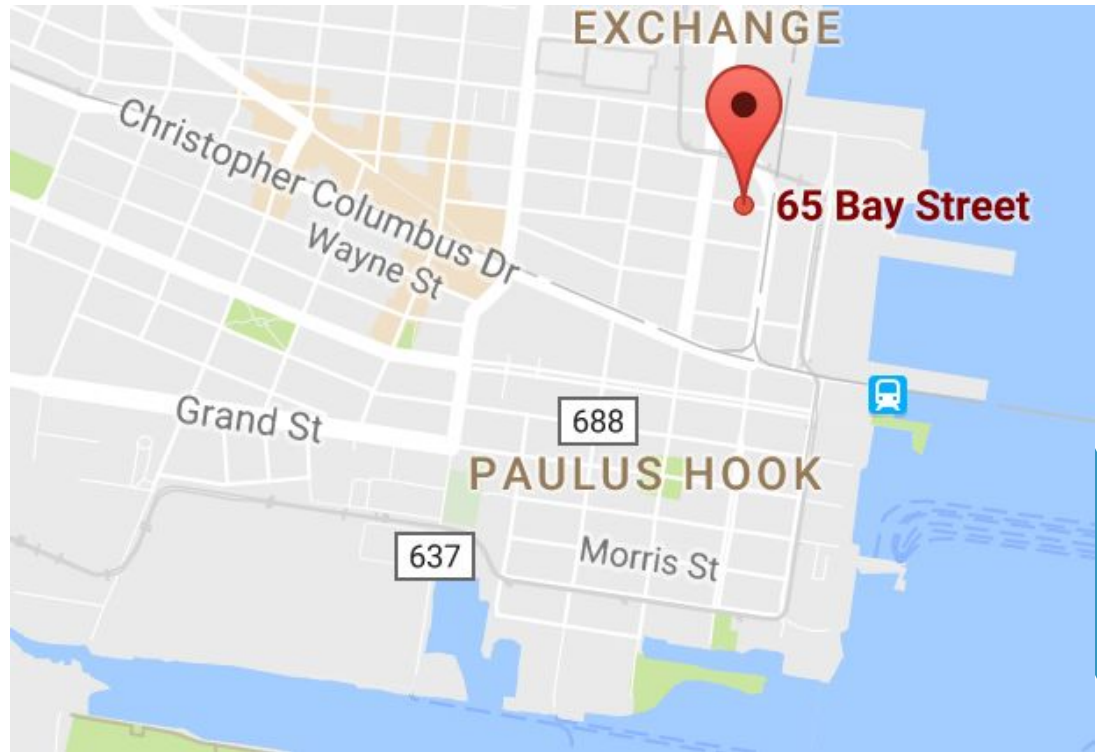 EXCHANGE
65 Bay Street
Christopher Columbus Dr
Wayne St
Grand St
688
PAULUS HOOK
637
Morris St